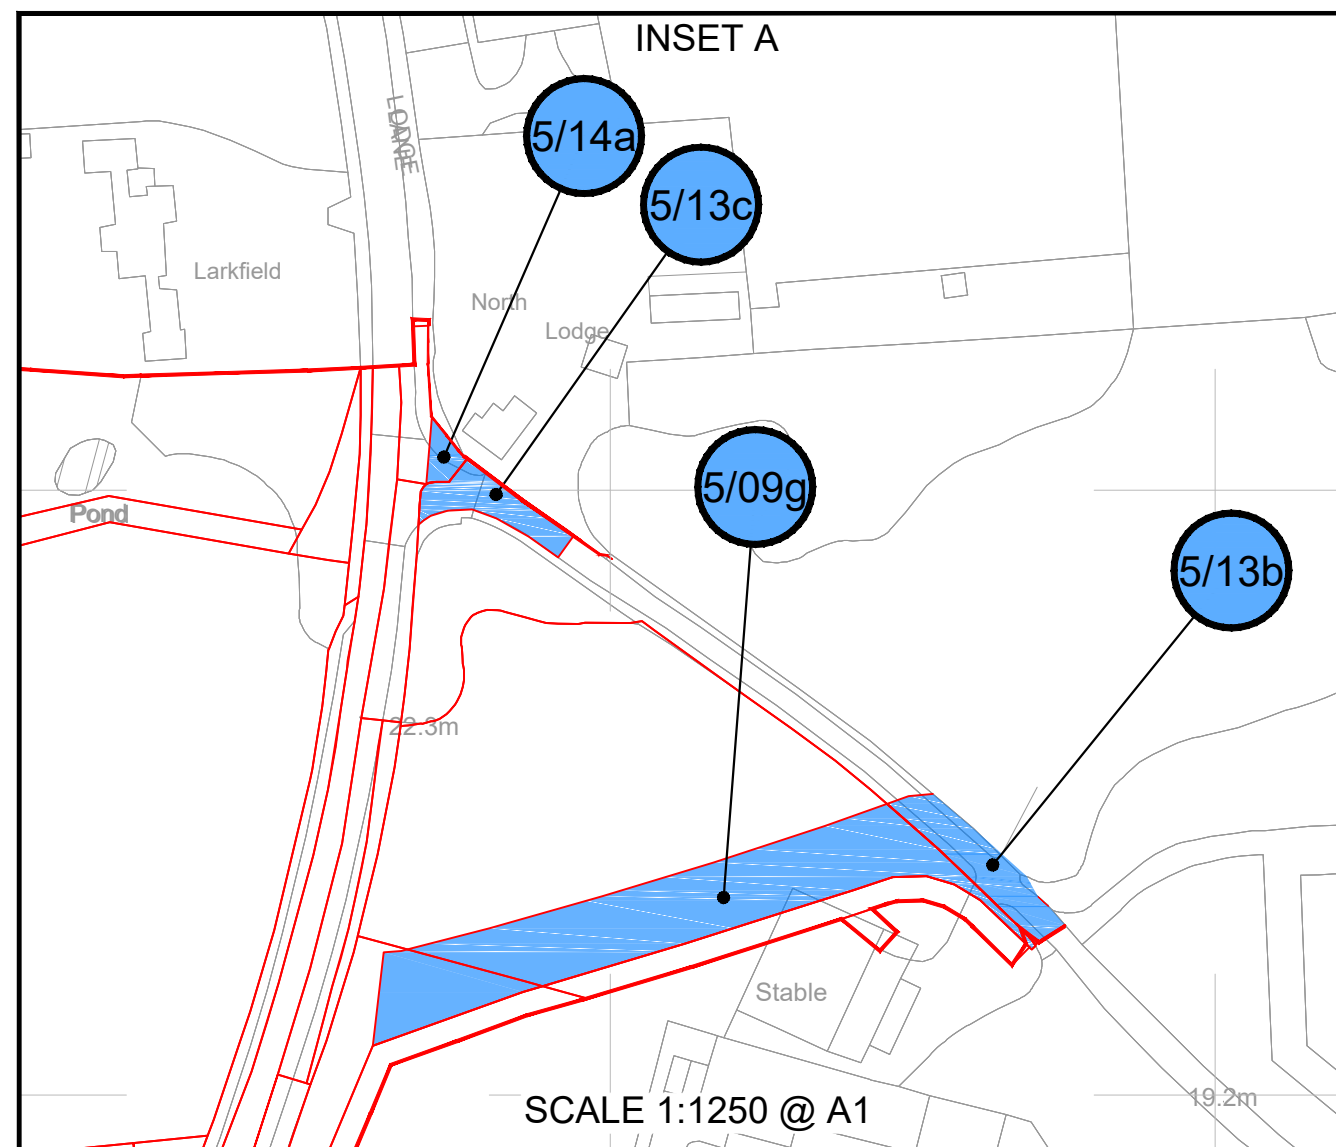 INSET A
LODGE
LANE
5/14a
5/13c
Larkfield
North
Lodge
5/09g
Pond
5/13b
22.3m
Stable
19.2m
SCALE 1:1250 @ A1